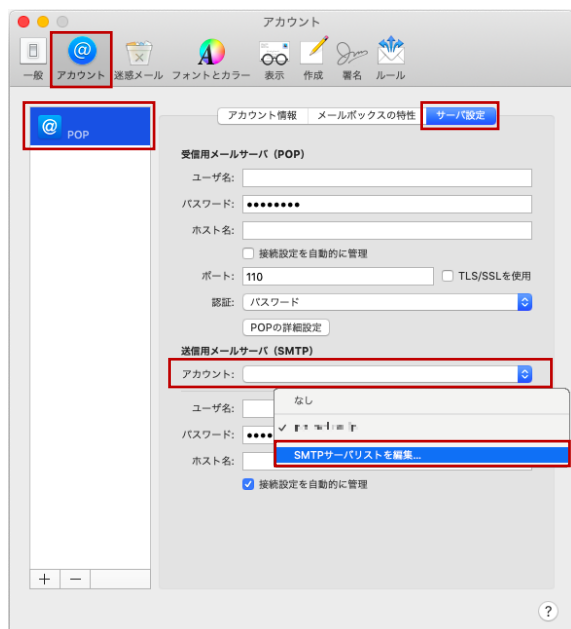 アカウント
一般 アカウント 迷惑メール フォントとカラー 表示 作成 署名 ルール
POP
アカウント情報 メールボックスの特性 サーバ設定
受信用メールサーバ (POP)
ユーザ名:
パスワード: ●●●●●●●●
ホスト名:
接続設定を自動的に管理
ポート: 110 TLS/SSLを使用
認証: パスワード
POPの詳細設定
送信用メールサーバ (SMTP)
アカウント:
なし
ユーザ名:
パスワード: ●●●●
SMTPサーバリストを編集...
ホスト名:
接続設定を自動的に管理
?